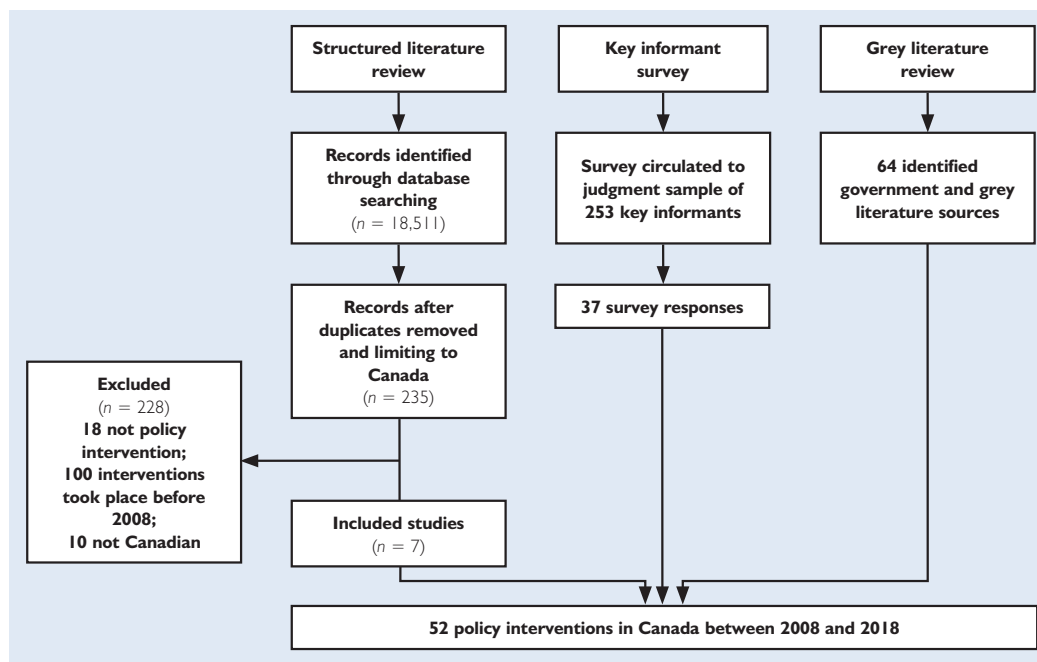 Structured literature
review
Key informant
survey
Grey literature
review
Records identified
through database
searching
(n = 18,511)
Survey circulated to
judgment sample of
253 key informants
64 identified
government and grey
literature sources
Records after
duplicates removed
and limiting to
Canada
(n = 235)
37 survey responses
Excluded
(n = 228)
18 not policy
intervention;
100 interventions
took place before
2008;
10 not Canadian
Included studies
(n = 7)
52 policy interventions in Canada between 2008 and 2018